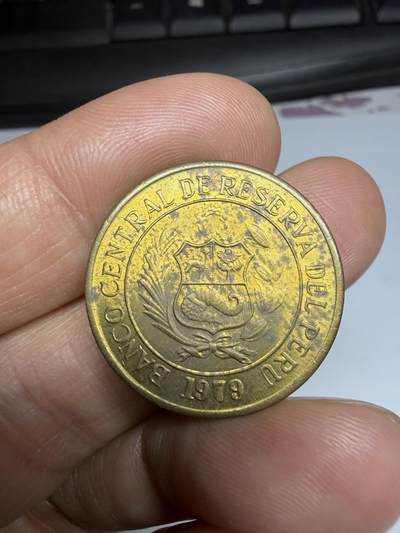 BANCO CENTRAL DE RESERVA DEL PERU
1979